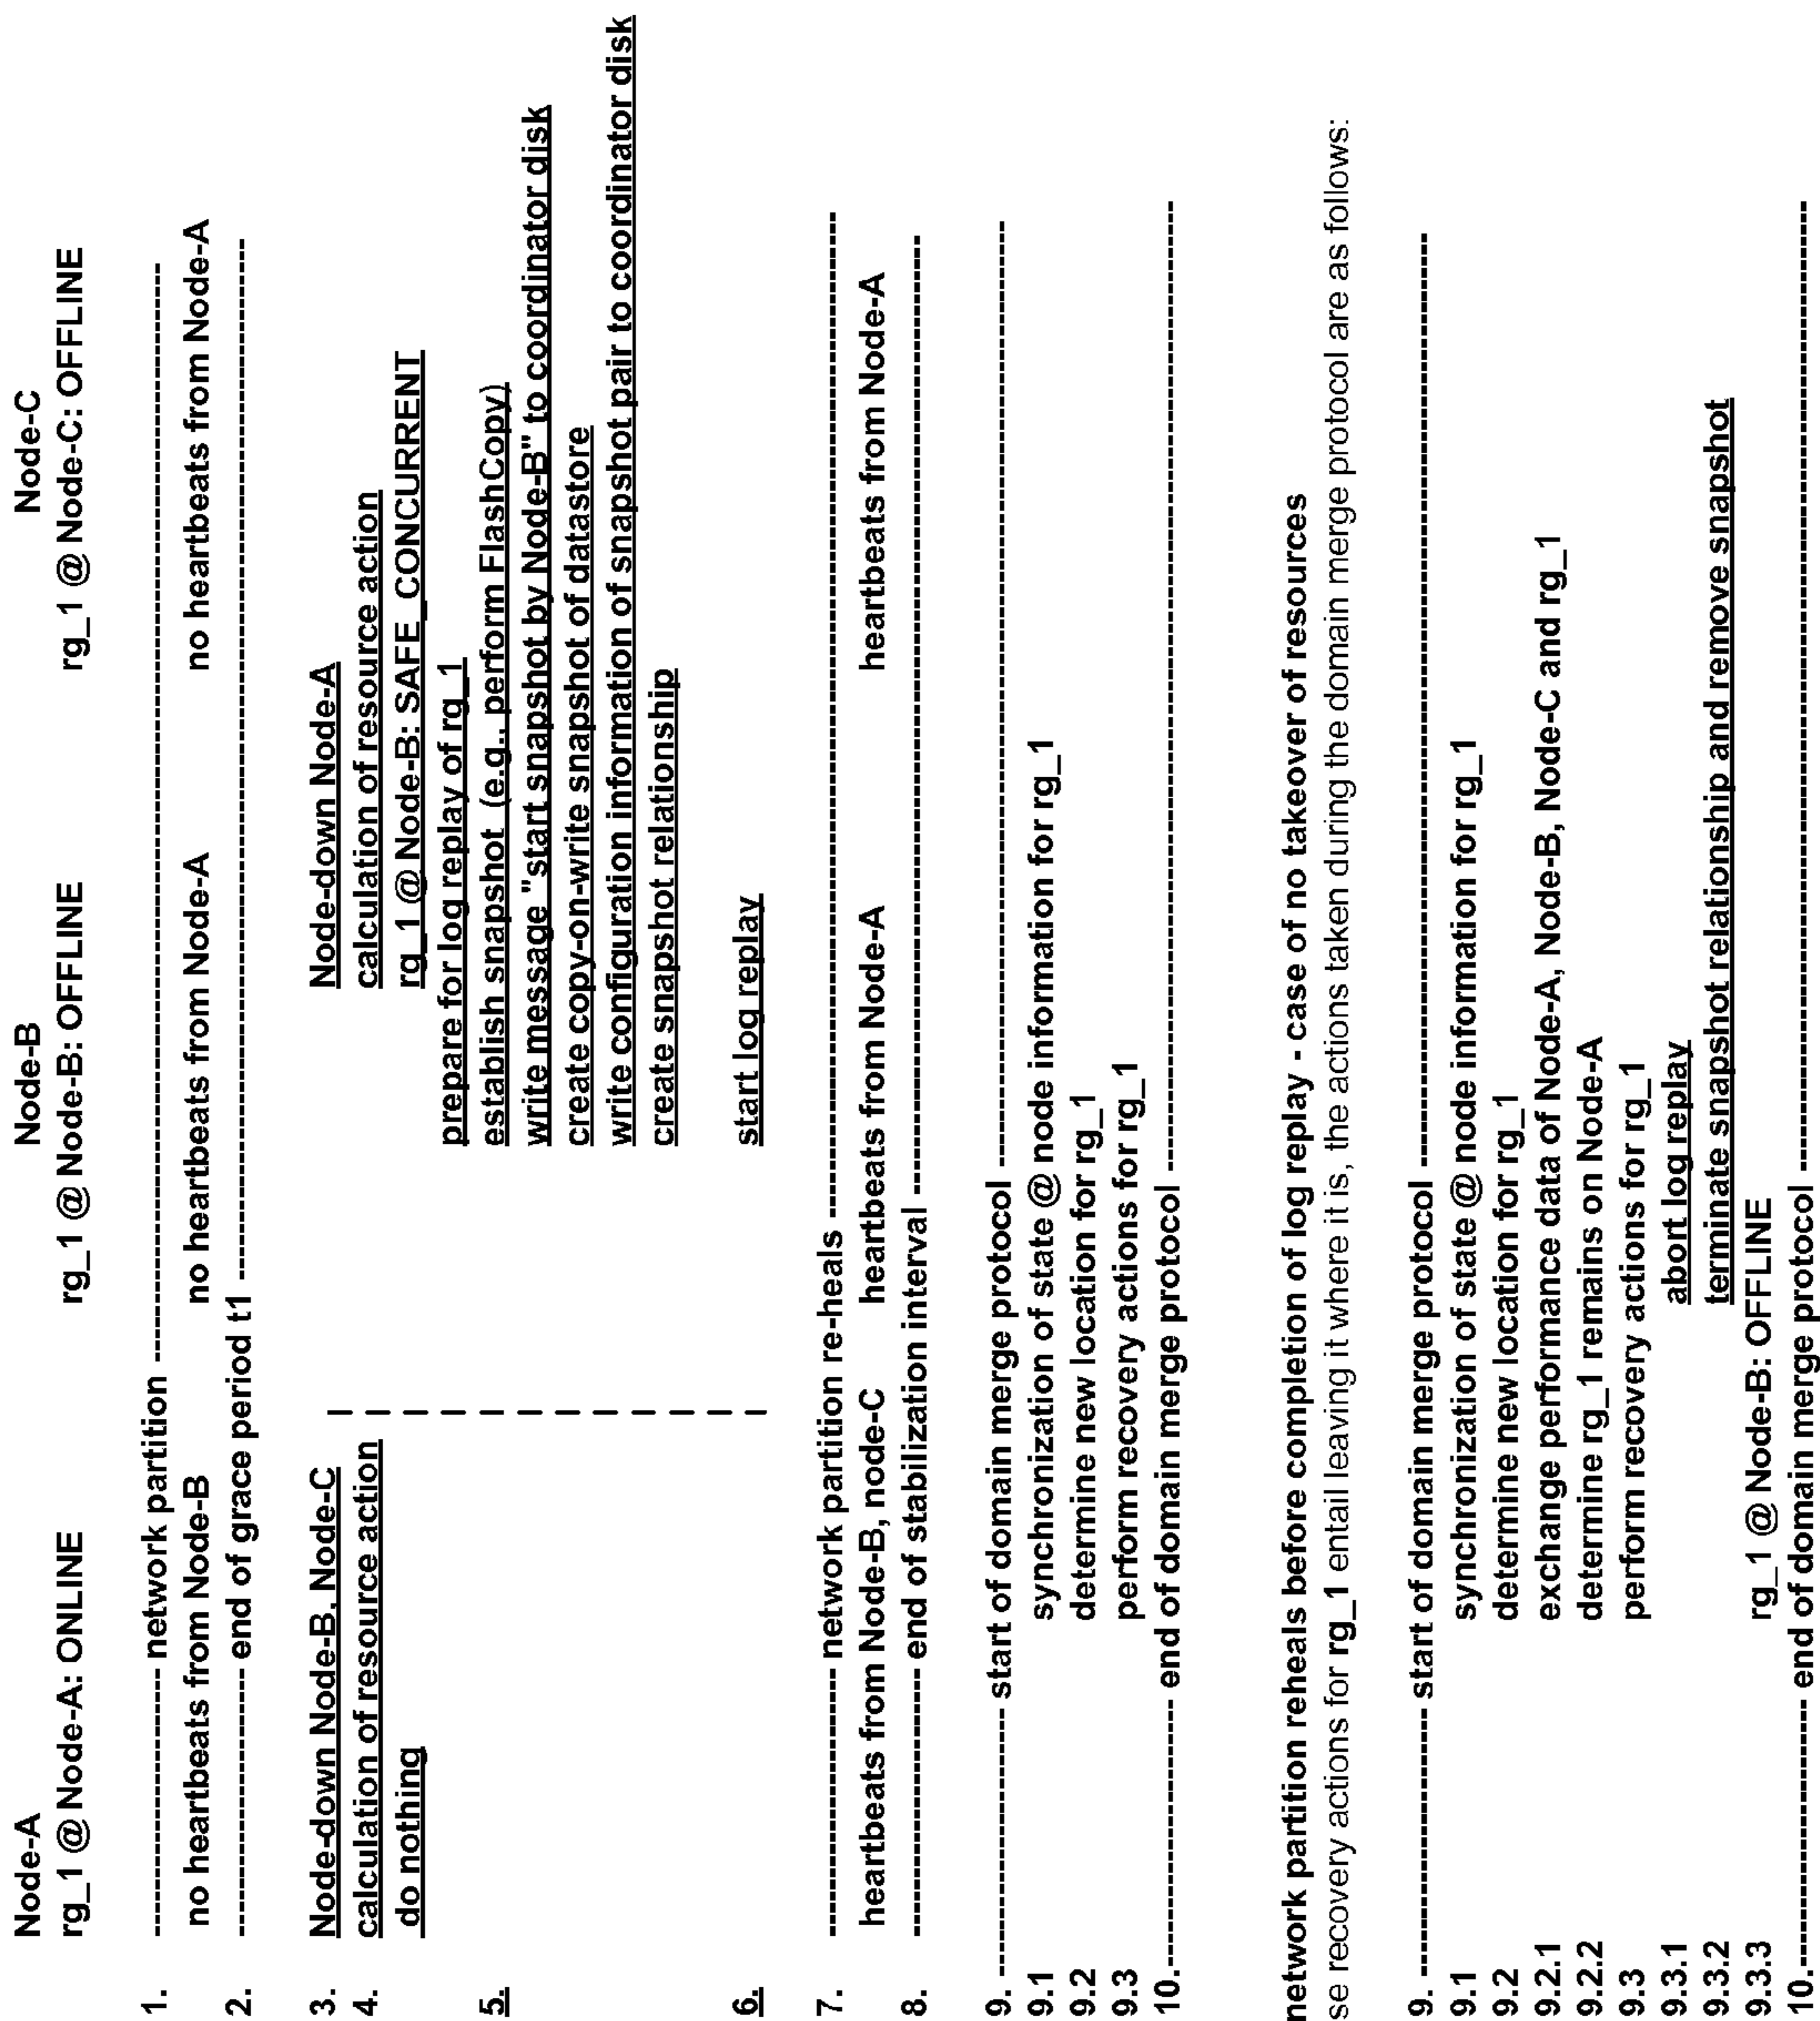 Node-A Node-B Node-C
rg_1 @ Node-A: ONLINE rg_1 @ Node-B: OFFLINE rg_1 @ Node-C: OFFLINE
1. ------------- network partition ---------------------------------------------
no heartbeats from Node-B no heartbeats from Node-A no heartbeats from Node-A
2. ------------- end of grace period t1 ---------------------------------------------
3. Node-down Node-B, Node-C Node-down Node-A
4. calculation of resource action calculation of resource action
do nothing rg_1 @ Node-B: SAFE_CONCURRENT
prepare for log replay of rg_1
5. establish snapshot (e.g., perform FlashCopy)
write message "start snapshot by Node-B" to coordinator disk
create copy-on-write snapshot of datastore
write configuration information of snapshot pair to coordinator disk
create snapshot relationship
6. start log replay
7. ------------- network partition re-heals ---------------------------------------------
heartbeats from Node-B, node-C heartbeats from Node-A heartbeats from Node-A
8. ------------- end of stabilization interval ---------------------------------------------
9. ------------- start of domain merge protocol ---------------------------------------------
9.1 synchronization of state @ node information for rg_1
9.2 determine new location for rg_1
9.3 perform recovery actions for rg_1
10. ------------- end of domain merge protocol ---------------------------------------------
network partition reheals before completion of log replay - case of no takeover of resources
se recovery actions for rg_1 entail leaving it where it is, the actions taken during the domain merge protocol are as follows:
9. ------------- start of domain merge protocol ---------------------------------------------
9.1 synchronization of state @ node information for rg_1
9.2 determine new location for rg_1
9.2.1 exchange performance data of Node-A, Node-B, Node-C and rg_1
9.2.2 determine rg_1 remains on Node-A
9.3 perform recovery actions for rg_1
9.3.1 abort log replay
9.3.2 terminate snapshot relationship and remove snapshot
9.3.3 rg_1 @ Node-B: OFFLINE
10. ------------- end of domain merge protocol ---------------------------------------------